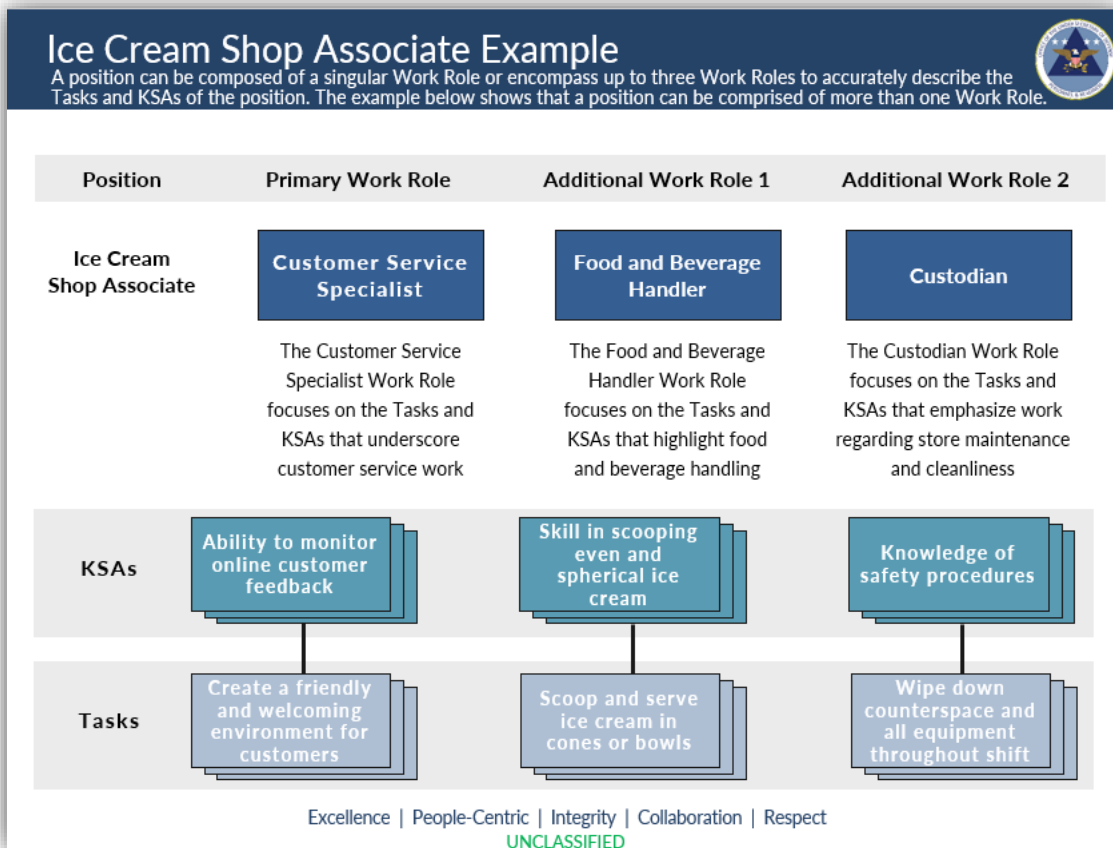 Ice Cream Shop Associate Example
A position can be composed of a singular Work Role or encompass up to three Work Roles to accurately describe the
Tasks and KSAs of the position. The example below shows that a position can be comprised of more than one Work Role.
Position
Primary Work Role
Additional Work Role 1
Additional Work Role 2
Ice Cream
Shop Associate
Customer Service
Specialist
Food and Beverage
Handler
Custodian
The Customer Service
Specialist Work Role
focuses on the Tasks and
KSAs that underscore
customer service work
The Food and Beverage
Handler Work Role
focuses on the Tasks and
KSAs that highlight food
and beverage handling
The Custodian Work Role
focuses on the Tasks and
KSAs that emphasize work
regarding store maintenance
and cleanliness
KSAs
Ability to monitor
online customer
feedback
Skill in scooping
even and
spherical ice
cream
Knowledge of
safety procedures
Tasks
Create a friendly
and welcoming
environment for
customers
Scoop and serve
ice cream in
cones or bowls
Wipe down
counterspace and
all equipment
throughout shift
Excellence | People-Centric | Integrity | Collaboration | Respect
UNCLASSIFIED